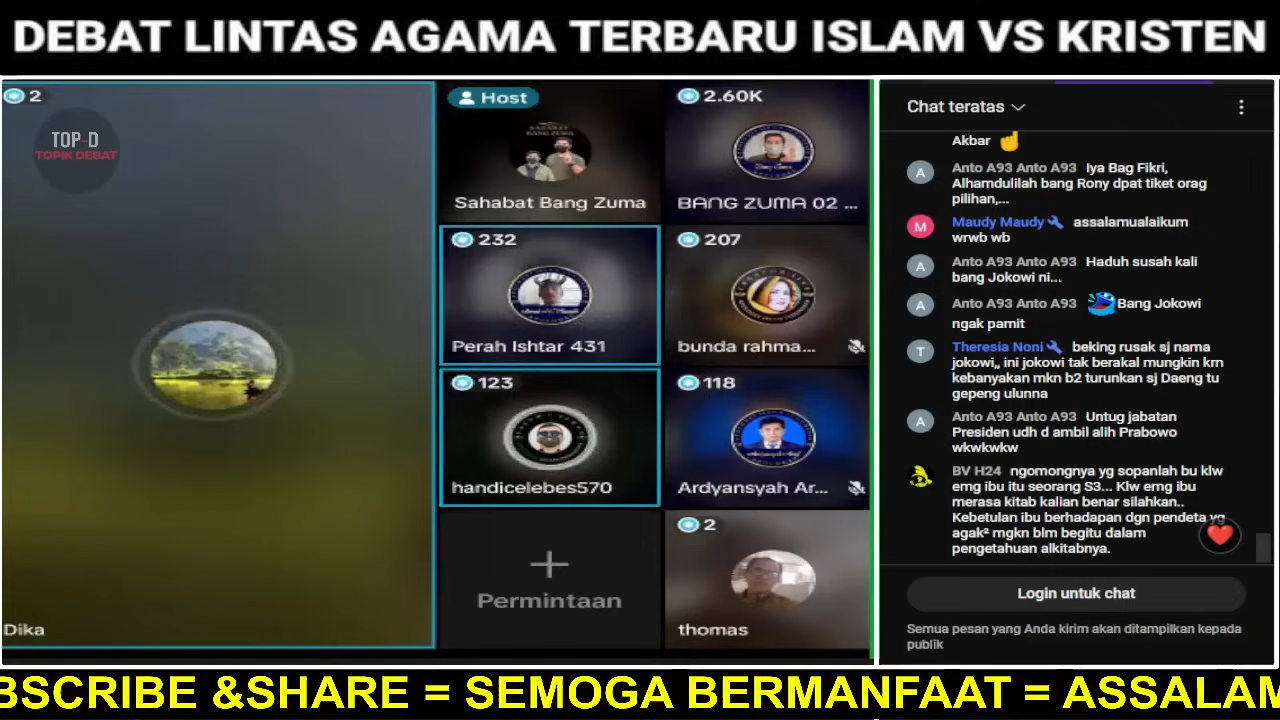 DEBAT LINTAS AGAMA TERBARU ISLAM VS KRISTEN
2
TOP-D
TOPIK DEBAT
Dika
Host
SAHABAT
BANG ZUMA
Sahabat Bang Zuma
2.60K
BANG ZUMA 02 ...
232
Perah Ishtar 431
207
bunda rahma...
123
handicelebes570
118
Ardyansyah Ar...
Permintaan
2
thomas
Chat teratas
Akbar ☝
A
Anto A93 Anto A93 Iya Bag Fikri,
Alhamdulilah bang Rony dpat tiket orag
pilihan,...
M
Maudy Maudy assalamualaikum
wrwb wb
A
Anto A93 Anto A93 Haduh susah kali
bang Jokowi ni...
A
Anto A93 Anto A93 Bang Jokowi
ngak pamit
T
Theresia Noni beking rusak sj nama
jokowi,, ini jokowi tak berakal mungkin krn
kebanyakan mkn b2 turunkan sj Daeng tu
gepeng ulunna
A
Anto A93 Anto A93 Untug jabatan
Presiden udh d ambil alih Prabowo
wkwkwkw
BV H24 ngomongnya yg sopanlah bu klw
emg ibu itu seorang S3... Klw emg ibu
merasa kitab kalian benar silahkan..
Kebetulan ibu berhadapan dgn pendeta yg
agak² mgkn blm begitu dalam
pengetahuan alkitabnya.
Login untuk chat
Semua pesan yang Anda kirim akan ditampilkan kepada
publik
BSCRIBE &SHARE = SEMOGA BERMANFAAT = ASSALAM